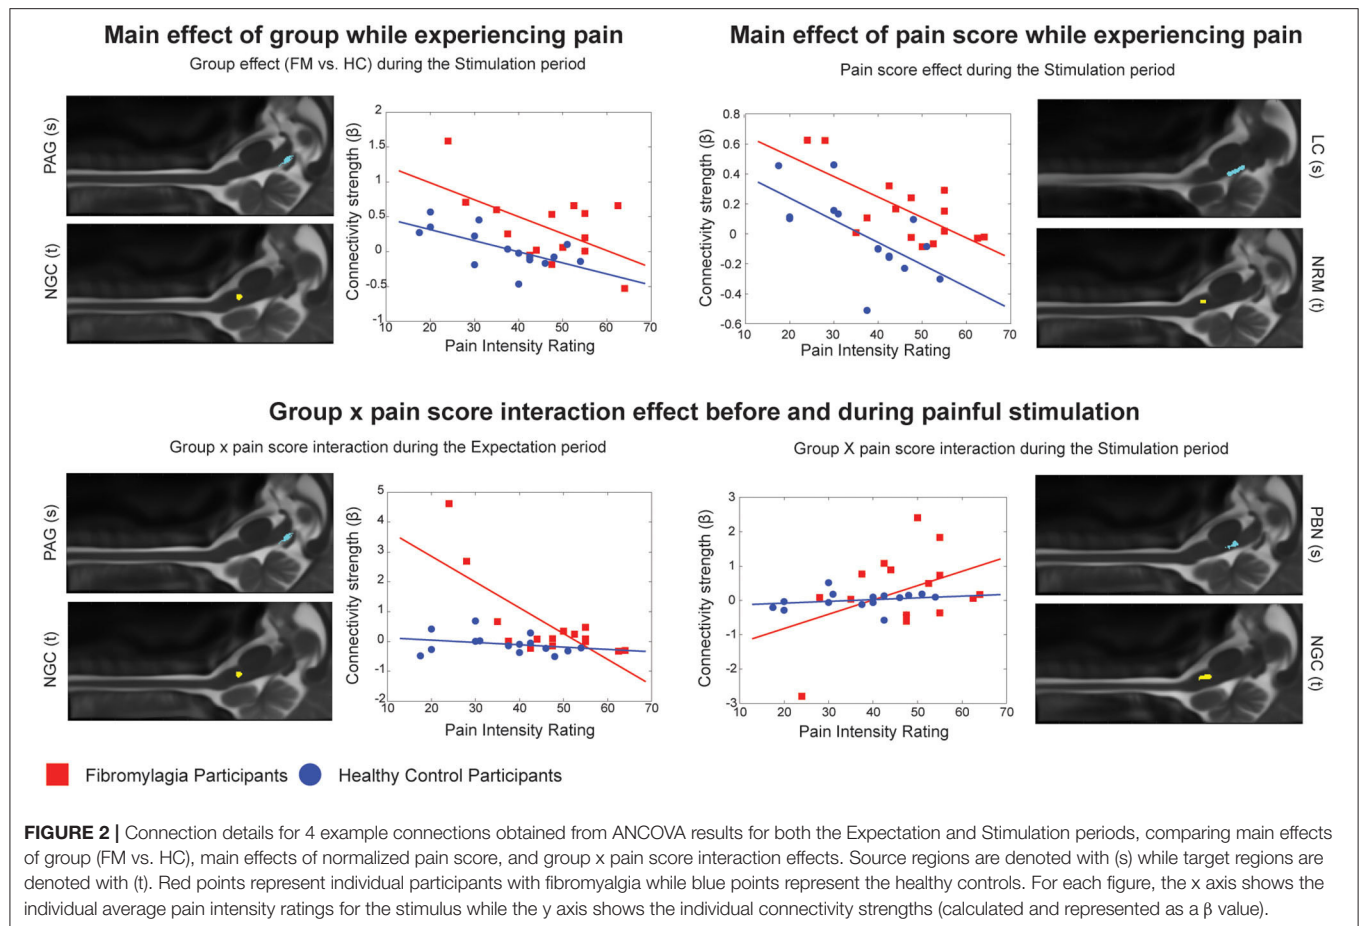 Main effect of group while experiencing pain
Group effect (FM vs. HC) during the Stimulation period
PAG (s)
NGC (t)
Connectivity strength (β)
2
1.5
1
0.5
0
-0.5
-1
10 20 30 40 50 60 70
Pain Intensity Rating
Main effect of pain score while experiencing pain
Pain score effect during the Stimulation period
Connectivity strength (β)
0.8
0.6
0.4
0.2
0
-0.2
-0.4
-0.6
10 20 30 40 50 60 70
Pain Intensity Rating
LC (s)
NRM (t)
Group x pain score interaction effect before and during painful stimulation
Group x pain score interaction during the Expectation period
PAG (s)
NGC (t)
Connectivity strength (β)
5
4
3
2
1
0
-1
-2
10 20 30 40 50 60 70
Pain Intensity Rating
Group X pain score interaction during the Stimulation period
Connectivity strength (β)
3
2
1
0
-1
-2
-3
10 20 30 40 50 60 70
Pain Intensity Rating
PBN (s)
NGC (t)
Fibromylagia Participants
Healthy Control Participants
FIGURE 2 | Connection details for 4 example connections obtained from ANCOVA results for both the Expectation and Stimulation periods, comparing main effects
of group (FM vs. HC), main effects of normalized pain score, and group x pain score interaction effects. Source regions are denoted with (s) while target regions are
denoted with (t). Red points represent individual participants with fibromyalgia while blue points represent the healthy controls. For each figure, the x axis shows the
individual average pain intensity ratings for the stimulus while the y axis shows the individual connectivity strengths (calculated and represented as a β value).